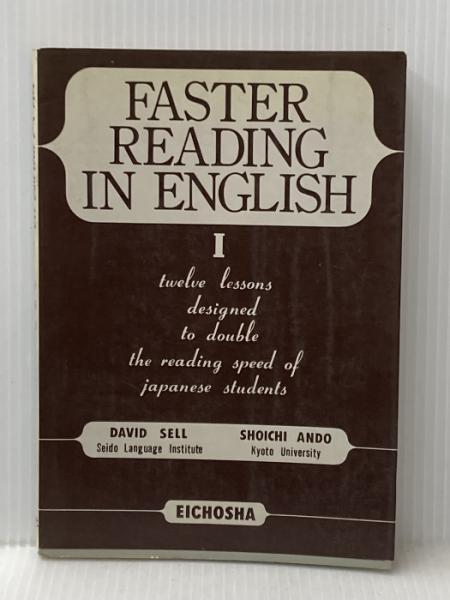 FASTER
READING
IN ENGLISH
I
twelve lessons
designed
to double
the reading speed of
japanese students
DAVID SELL
Seido Language Institute
SHOICHI ANDO
Kyoto University
EICHOSHA